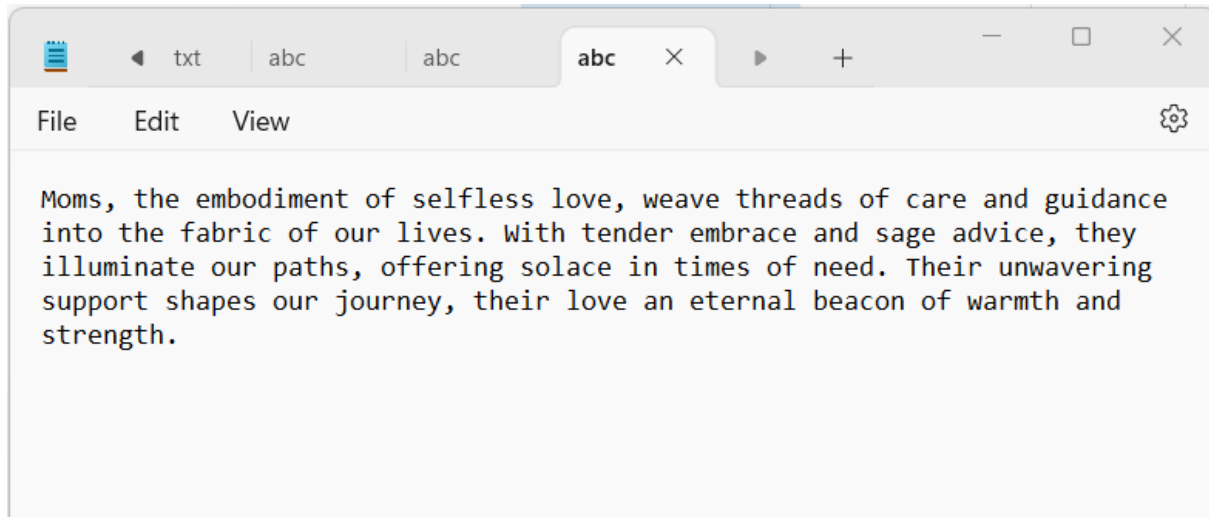 txt abc abc abc
File Edit View
Moms, the embodiment of selfless love, weave threads of care and guidance
into the fabric of our lives. With tender embrace and sage advice, they
illuminate our paths, offering solace in times of need. Their unwavering
support shapes our journey, their love an eternal beacon of warmth and
strength.